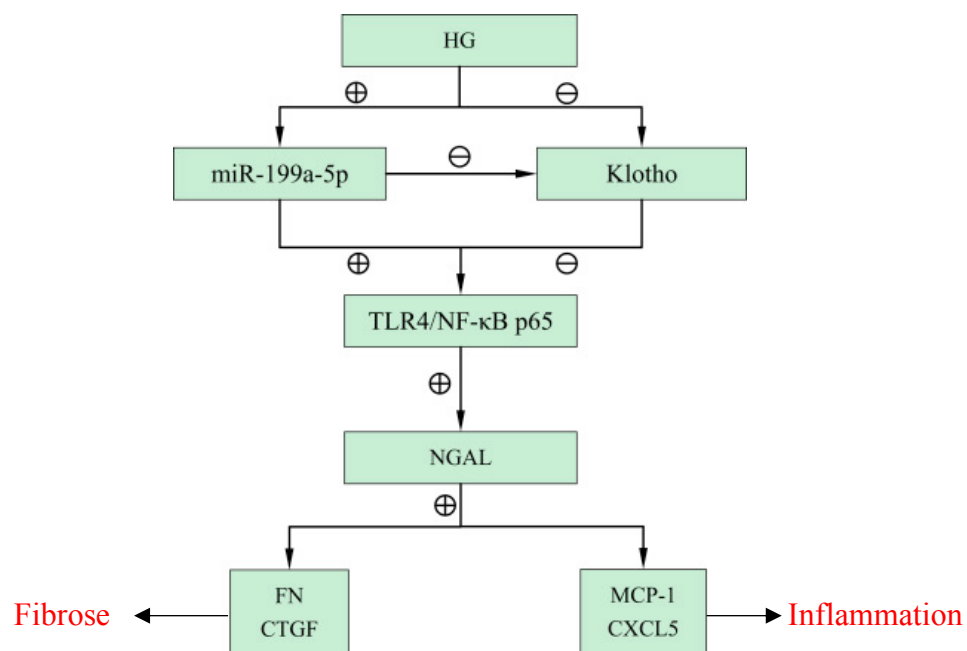 HG
⊕
⊖
miR-199a-5p
⊖
Klotho
⊕
⊖
TLR4/NF-κB p65
⊕
NGAL
⊕
Fibrose
FN
CTGF
MCP-1
CXCL5
Inflammation